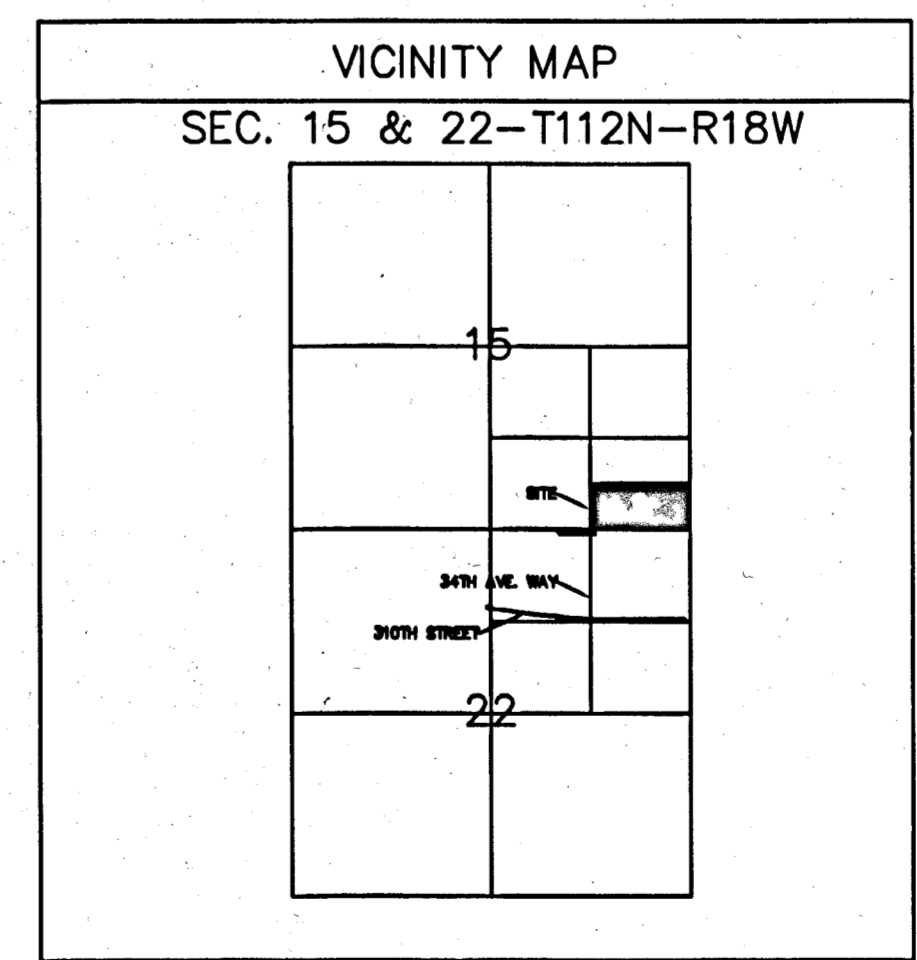 VICINITY MAP
SEC. 15 & 22-T112N-R18W
15
SITE
34TH AVE. WAY
310TH STREET
22